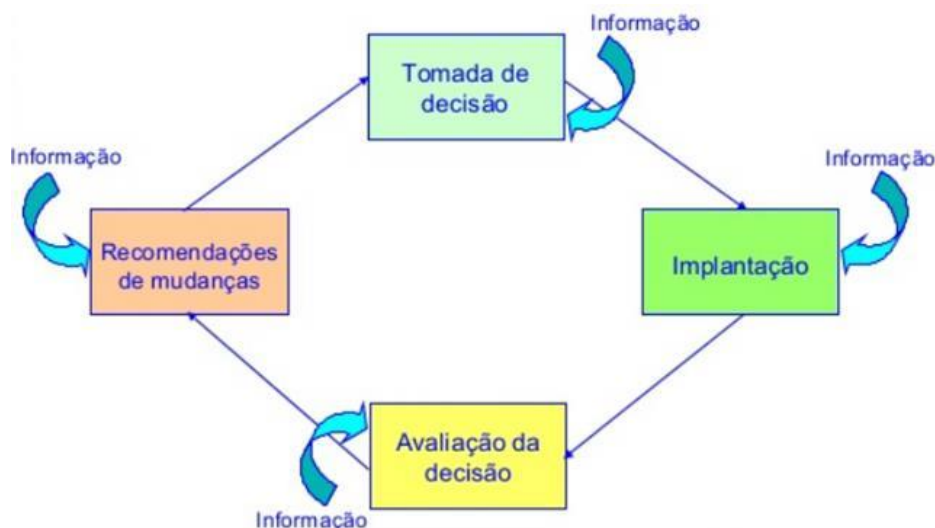 Informação
Tomada de
decisão
Informação
Informação
Recomendações
de mudanças
Implantação
Avaliação da
decisão
Informação